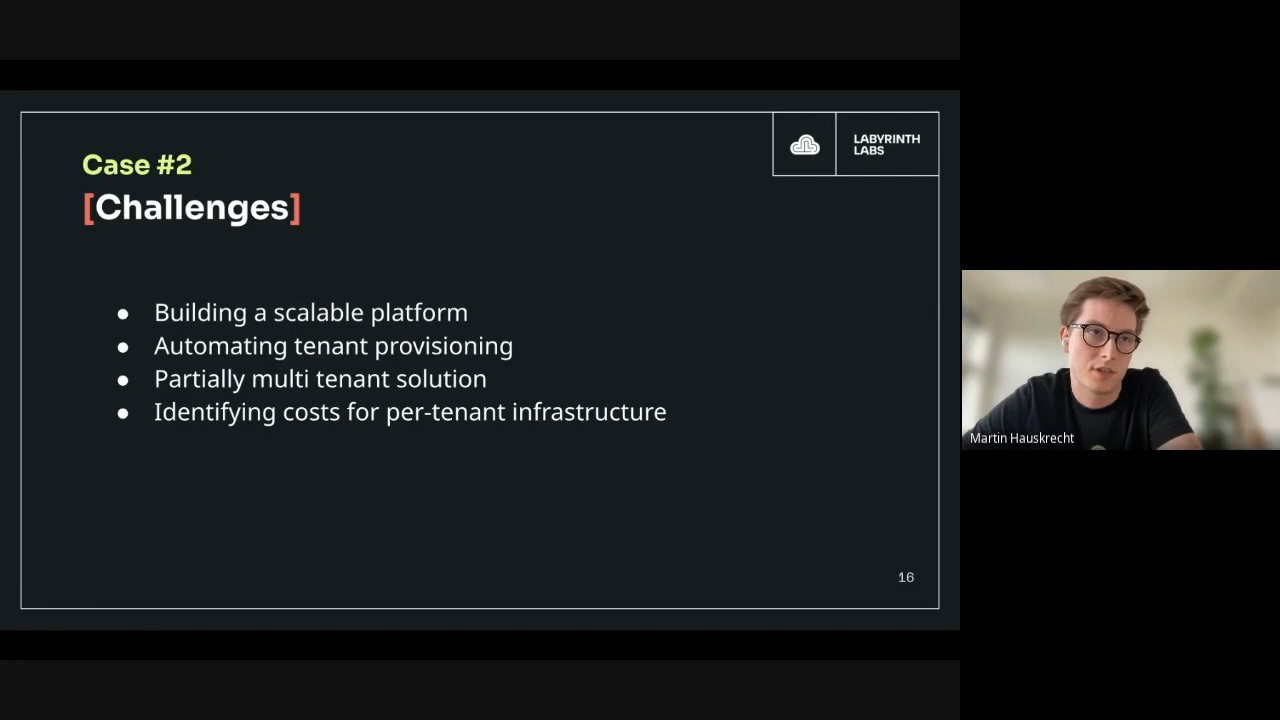 Case #2
[Challenges]
LABYRINTH
LABS
● Building a scalable platform
● Automating tenant provisioning
● Partially multi tenant solution
● Identifying costs for per-tenant infrastructure
16
Martin Hauskrecht